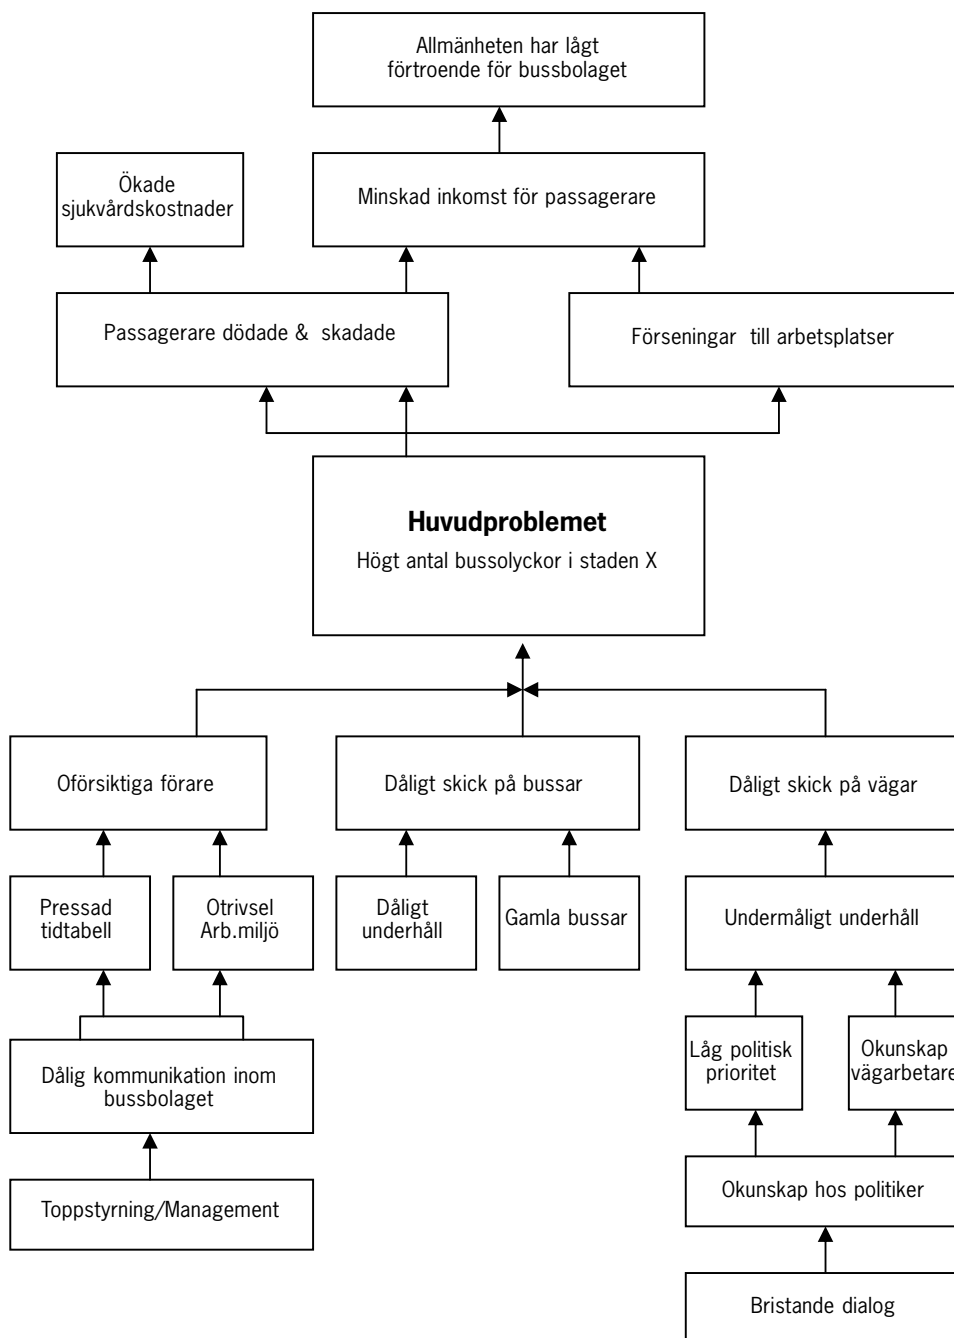 Allmänheten har lågt
förtroende för bussbolaget
Ökade
sjukvårdskostnader
Minskad inkomst för passagerare
Passagerare dödade & skadade
Förseningar till arbetsplatser
Huvudproblemet
Högt antal bussolyckor i staden X
Oförsiktiga förare
Dåligt skick på bussar
Dåligt skick på vägar
Pressad
tidtabell
Otrivsel
Arb.miljö
Dåligt
underhåll
Gamla bussar
Undermåligt underhåll
Dålig kommunikation inom
bussbolaget
Låg politisk
prioritet
Okunskap
vägarbetare
Toppstyrning/Management
Okunskap hos politiker
Bristande dialog